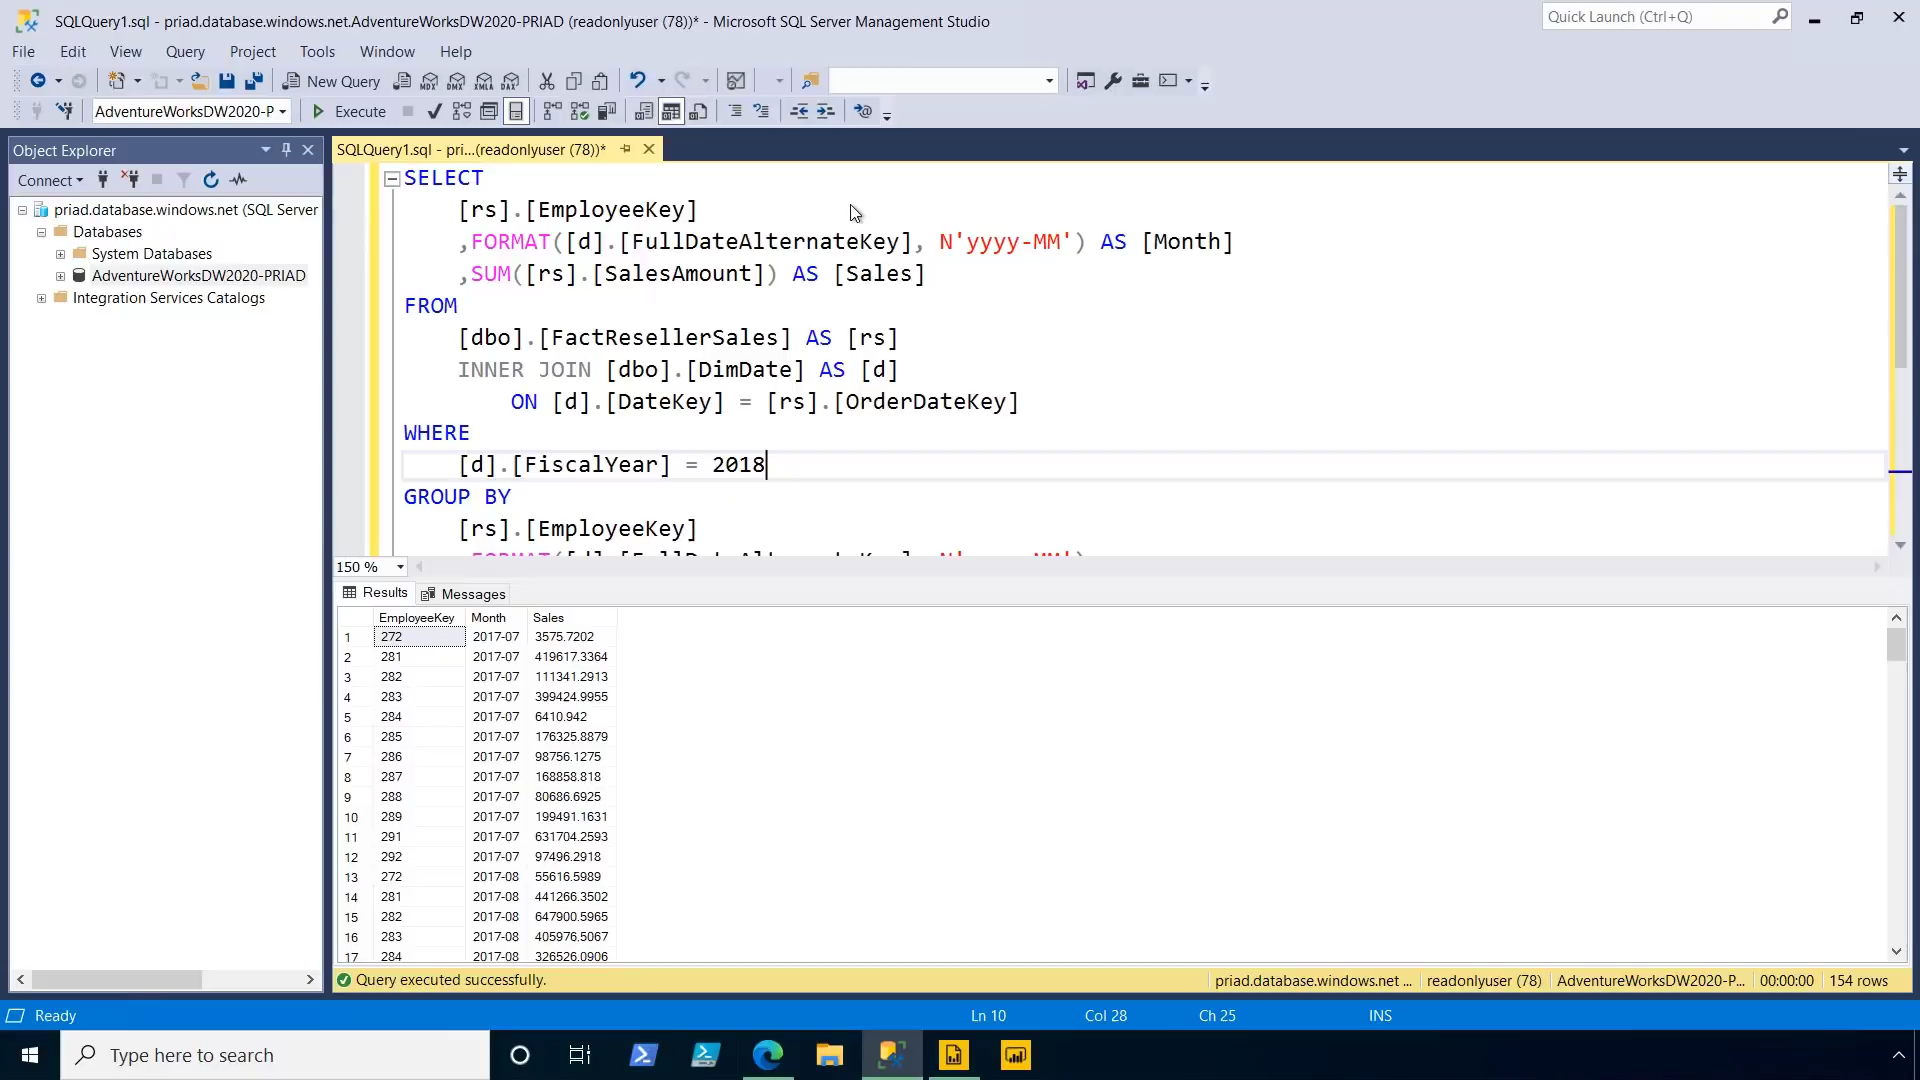 SQLQuery1.sql - priad.database.windows.net.AdventureWorksDW2020-PRIAD (readonlyuser (78))* - Microsoft SQL Server Management Studio
Quick Launch (Ctrl+Q)
File Edit View Query Project Tools Window Help
New Query
MDX DMX XMLA DAX
AdventureWorksDW2020-P
Execute
Object Explorer
SQLQuery1.sql - pri...(readonlyuser (78))*
Connect
priad.database.windows.net (SQL Server
Databases
System Databases
AdventureWorksDW2020-PRIAD
Integration Services Catalogs
SELECT
[rs].[EmployeeKey]
,FORMAT([d].[FullDateAlternateKey], N'yyyy-MM') AS [Month]
,SUM([rs].[SalesAmount]) AS [Sales]
FROM
[dbo].[FactResellerSales] AS [rs]
INNER JOIN [dbo].[DimDate] AS [d]
ON [d].[DateKey] = [rs].[OrderDateKey]
WHERE
[d].[FiscalYear] = 2018
GROUP BY
[rs].[EmployeeKey]
150 %
Results Messages
EmployeeKey Month Sales
1 272 2017-07 3575.7202
2 281 2017-07 419617.3364
3 282 2017-07 111341.2913
4 283 2017-07 399424.9955
5 284 2017-07 6410.942
6 285 2017-07 176325.8879
7 286 2017-07 98756.1275
8 287 2017-07 168858.818
9 288 2017-07 80686.6925
10 289 2017-07 199491.1631
11 291 2017-07 631704.2593
12 292 2017-07 97496.2918
13 272 2017-08 55616.5989
14 281 2017-08 441266.3502
15 282 2017-08 647900.5965
16 283 2017-08 405976.5067
17 284 2017-08 326526.0906
Query executed successfully.
priad.database.windows.net ... readonlyuser (78) AdventureWorksDW2020-P... 00:00:00 154 rows
Ready
Ln 10 Col 28 Ch 25 INS
Type here to search